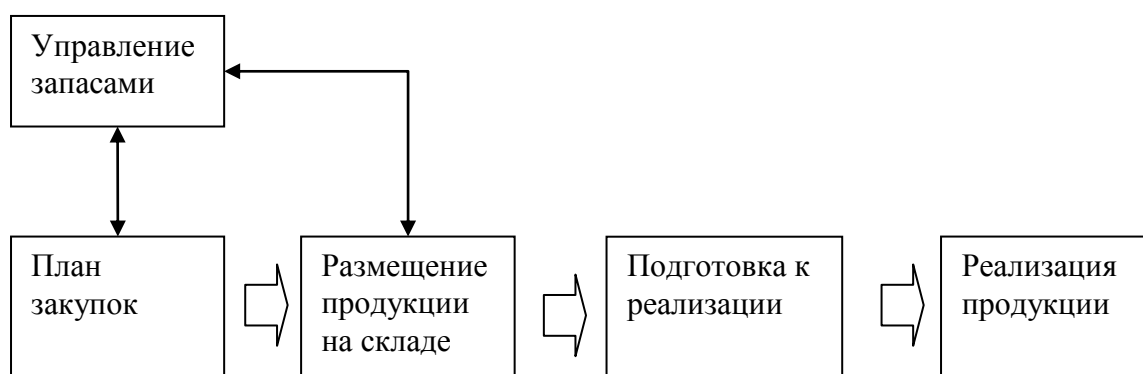 Управление
запасами
План
закупок
Размещение
продукции
на складе
Подготовка к
реализации
Реализация
продукции